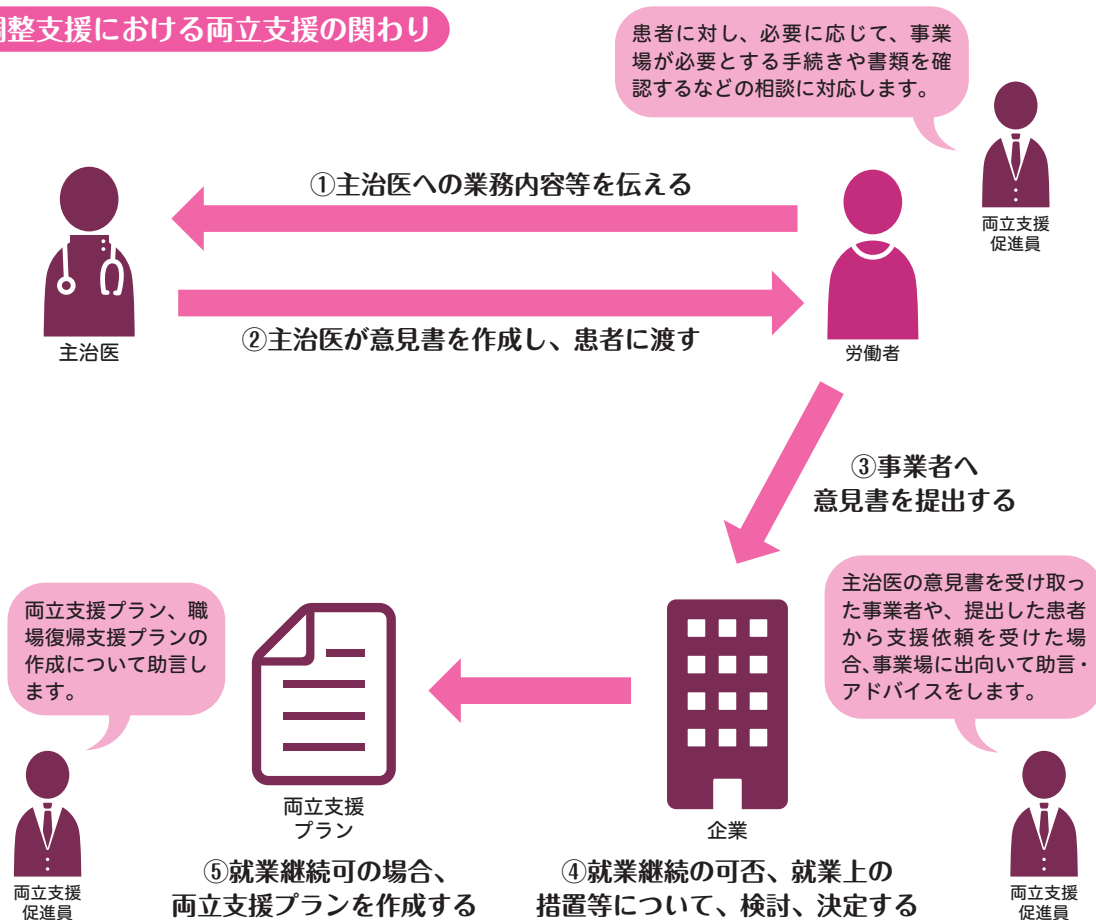 調整支援における両立支援の関わり
患者に対し、必要に応じて、事業
場が必要とする手続きや書類を確
認するなどの相談に対応します。
両立支援
促進員
①主治医への業務内容等を伝える
主治医
②主治医が意見書を作成し、患者に渡す
労働者
③事業者へ
意見書を提出する
主治医の意見書を受け取っ
た事業者や、提出した患者
から支援依頼を受けた場
合、事業場に出向いて助言・
アドバイスをします。
両立支援
促進員
企業
④就業継続の可否、就業上の
措置等について、検討、決定する
両立支援
プラン
⑤就業継続可の場合、
両立支援プランを作成する
両立支援プラン、職
場復帰支援プランの
作成について助言し
ます。
両立支援
促進員